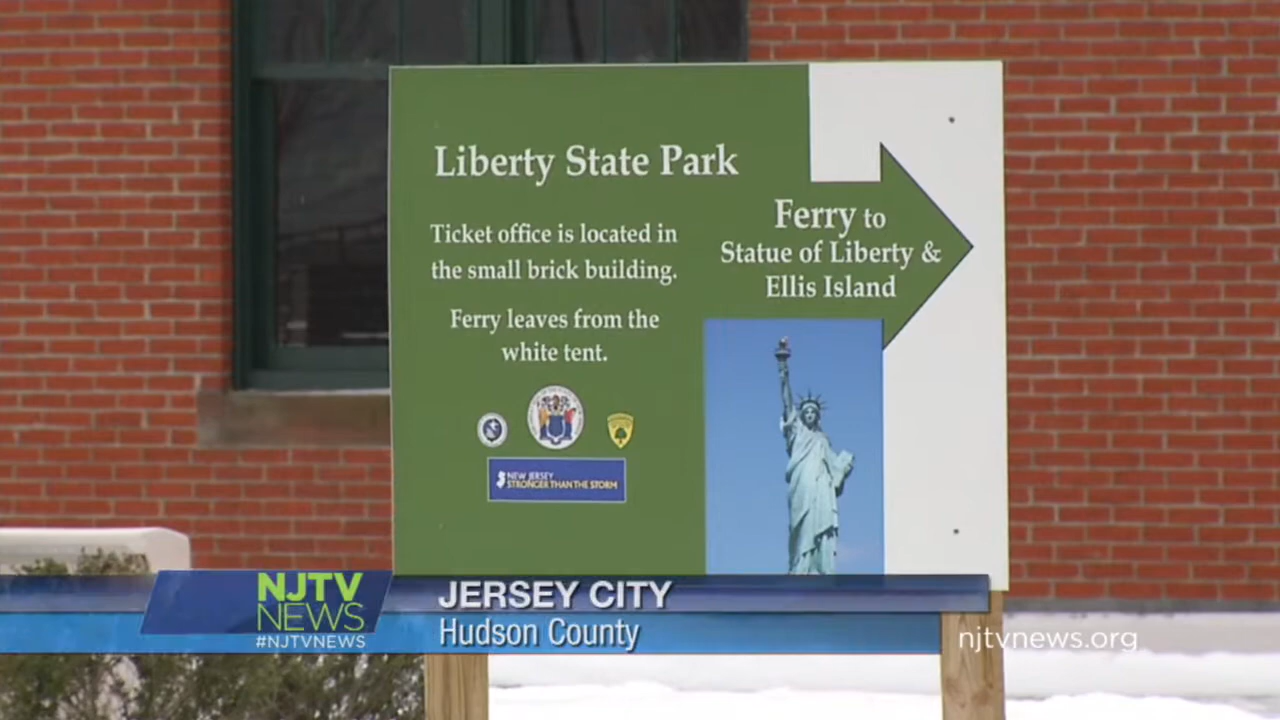 Liberty State Park
Ticket office is located in
the small brick building.
Ferry leaves from the
white tent.
NEW JERSEY
STRONGER THAN THE STORM
Ferry to
Statue of Liberty &
Ellis Island
NJTV
NEWS
#NJTVNEWS
JERSEY CITY
Hudson County
njtvnews.org